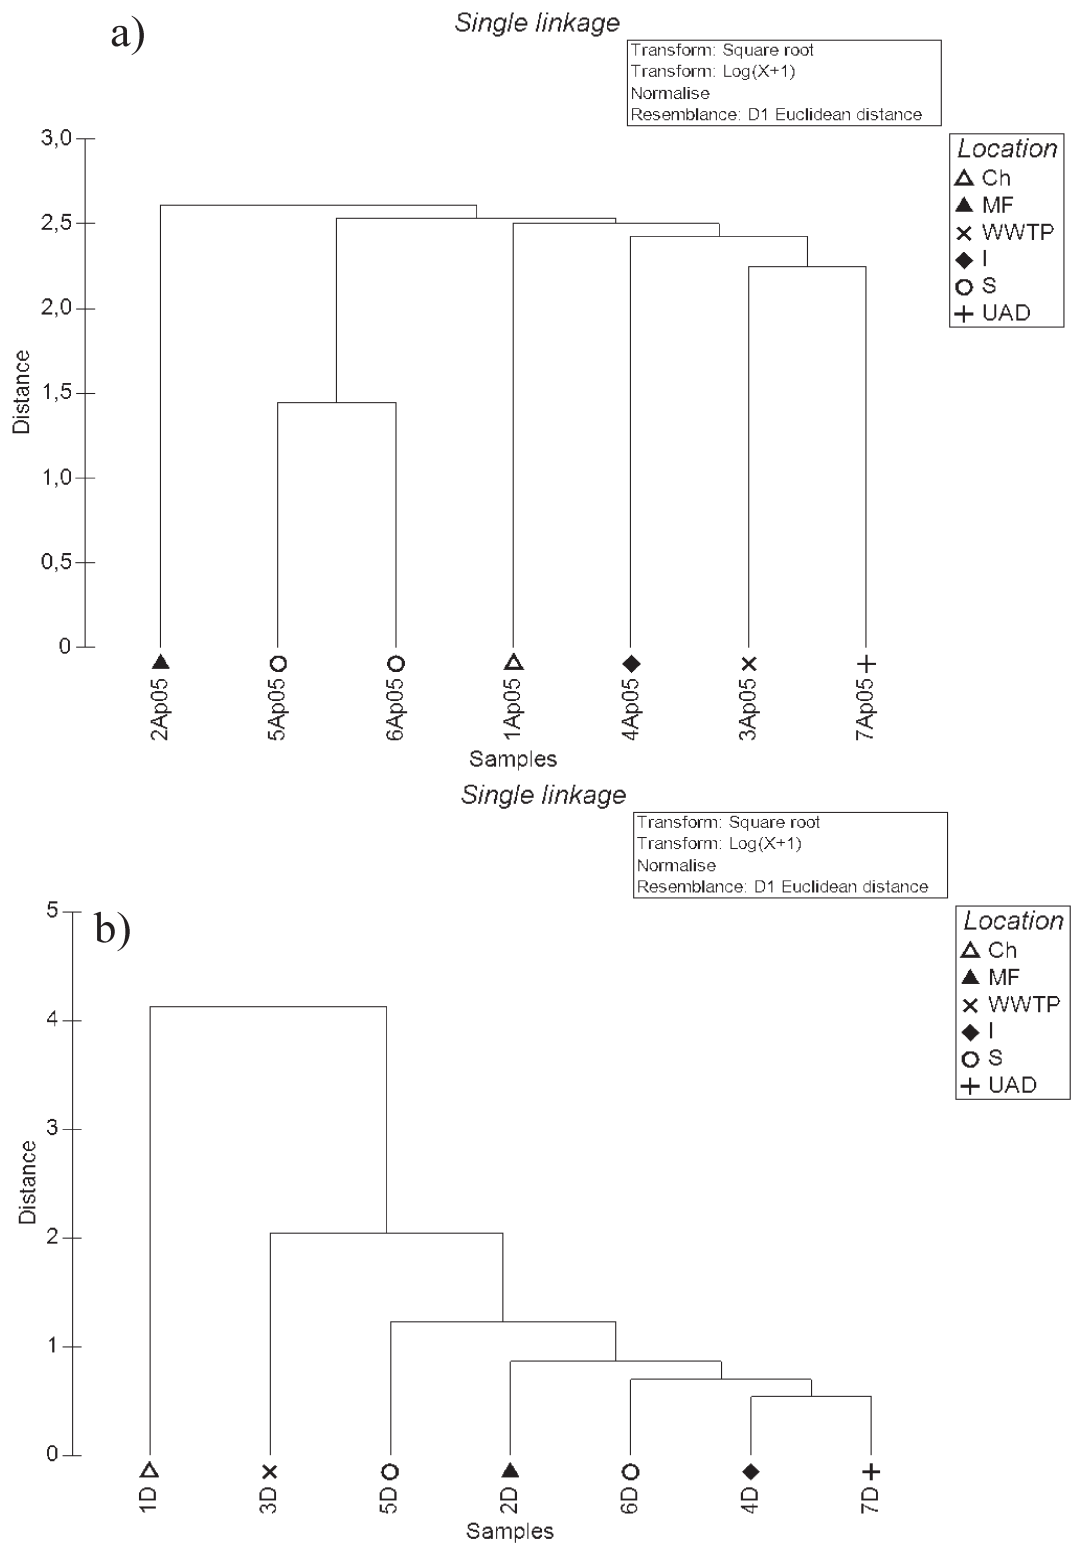 a)
Single linkage
Transform: Square root
Transform: Log(X+1)
Normalise
Resemblance: D1 Euclidean distance
Location
Ch
MF
WWTP
I
S
UAD
3,0
2,5
2,0
1,5
1,0
0,5
0
Distance
2Ap05
5Ap05
6Ap05
1Ap05
4Ap05
3Ap05
7Ap05
Samples
Single linkage
Transform: Square root
Transform: Log(X+1)
Normalise
Resemblance: D1 Euclidean distance
b)
Location
Ch
MF
WWTP
I
S
UAD
5
4
3
2
1
0
Distance
1D
3D
5D
2D
6D
4D
7D
Samples